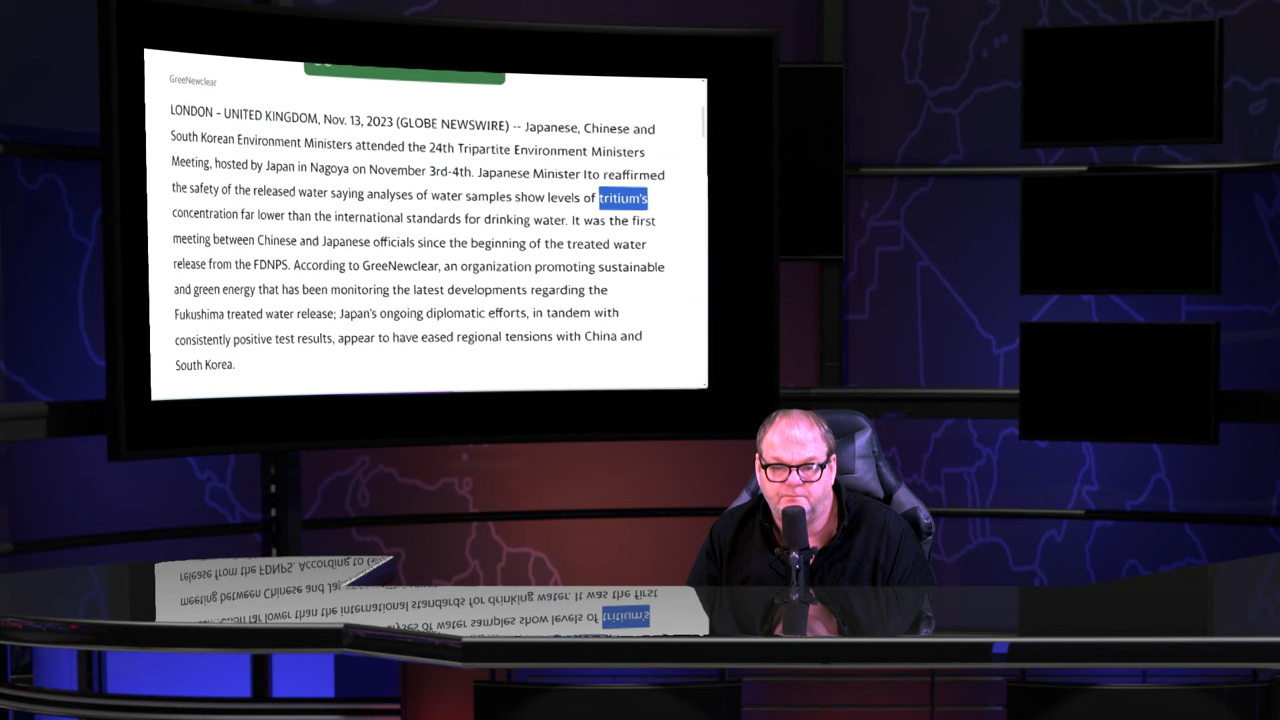 GreeNewclear
LONDON – UNITED KINGDOM, Nov. 13, 2023 (GLOBE NEWSWIRE) -- Japanese, Chinese and
South Korean Environment Ministers attended the 24th Tripartite Environment Ministers
Meeting, hosted by Japan in Nagoya on November 3rd-4th. Japanese Minister Ito reaffirmed
the safety of the released water saying analyses of water samples show levels of tritium's
concentration far lower than the international standards for drinking water. It was the first
meeting between Chinese and Japanese officials since the beginning of the treated water
release from the FDNPS. According to GreeNewclear, an organization promoting sustainable
and green energy that has been monitoring the latest developments regarding the
Fukushima treated water release; Japan's ongoing diplomatic efforts, in tandem with
consistently positive test results, appear to have eased regional tensions with China and
South Korea.